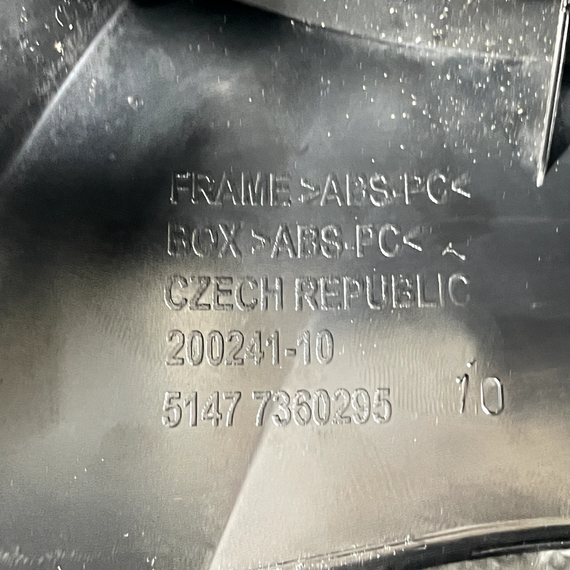 FRAME >ABS+PC<
BOX >ABS+PC<
CZECH REPUBLIC
200241-10
5147 7360295 10